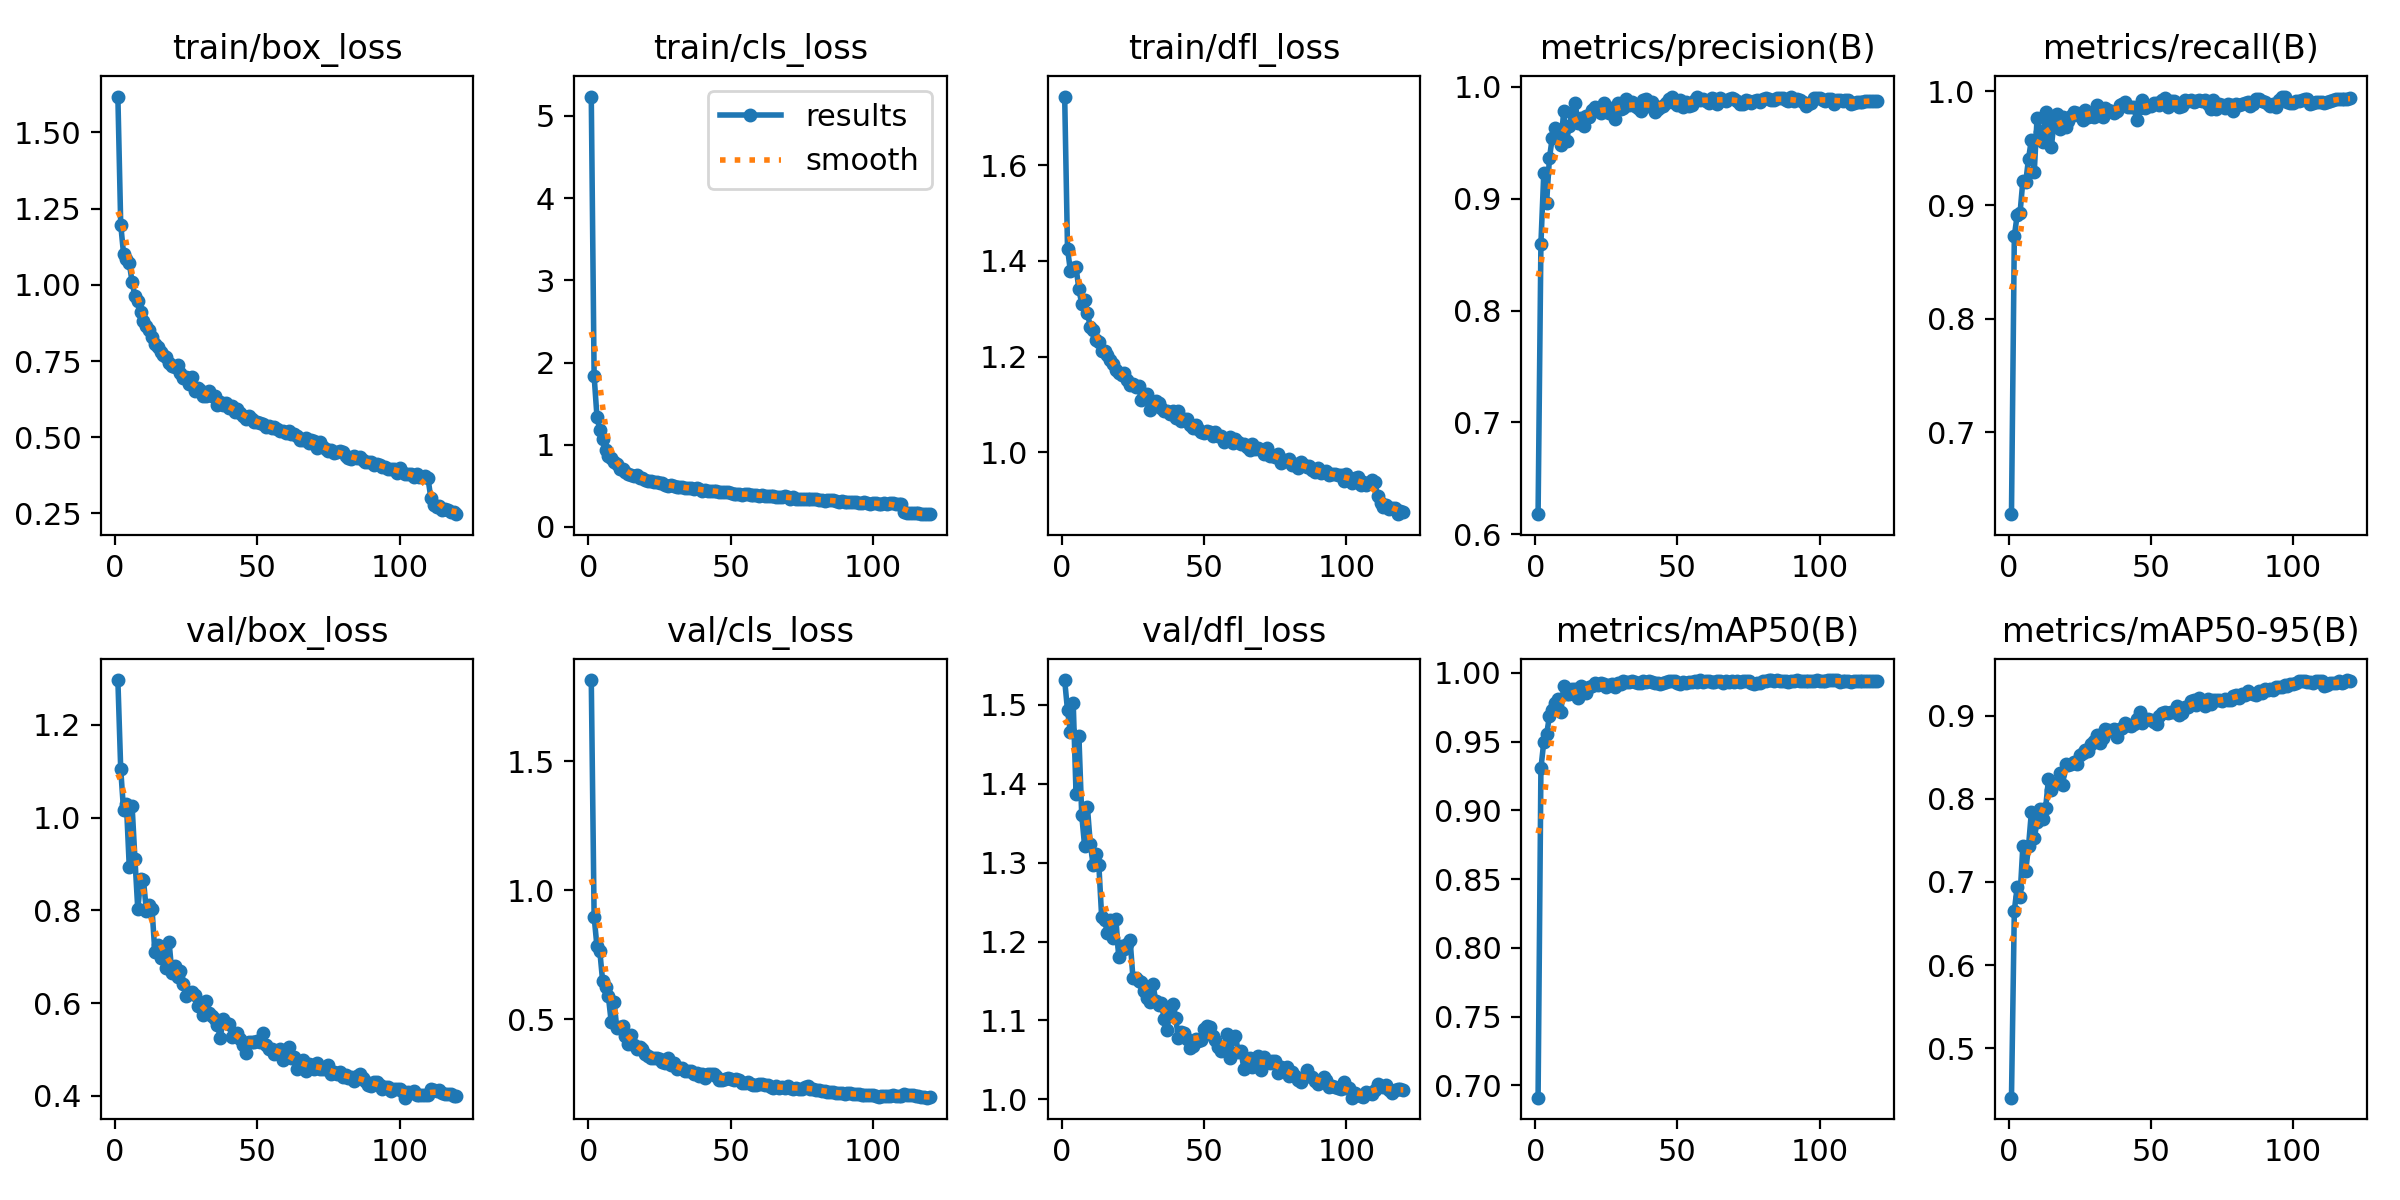 train/box_loss
1.50
1.25
1.00
0.75
0.50
0.25
0 50 100
train/cls_loss
results
smooth
5
4
3
2
1
0
0 50 100
train/dfl_loss
1.6
1.4
1.2
1.0
0 50 100
metrics/precision(B)
1.0
0.9
0.8
0.7
0.6
0 50 100
metrics/recall(B)
1.0
0.9
0.8
0.7
0 50 100
val/box_loss
1.2
1.0
0.8
0.6
0.4
0 50 100
val/cls_loss
1.5
1.0
0.5
0 50 100
val/dfl_loss
1.5
1.4
1.3
1.2
1.1
1.0
0 50 100
metrics/mAP50(B)
1.00
0.95
0.90
0.85
0.80
0.75
0.70
0 50 100
metrics/mAP50-95(B)
0.9
0.8
0.7
0.6
0.5
0 50 100